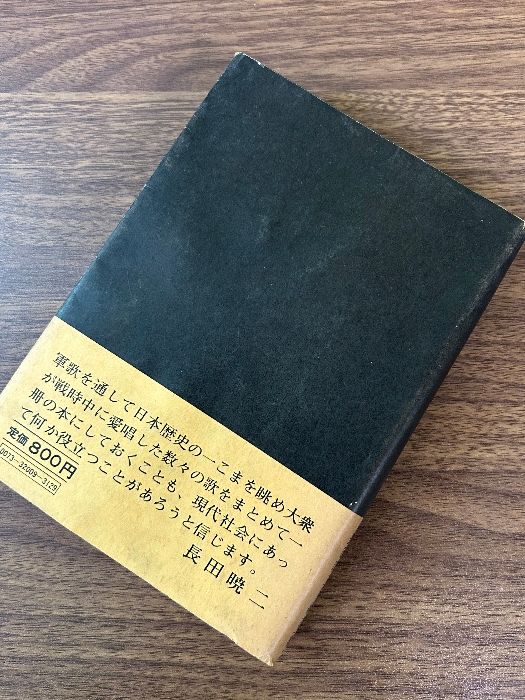 軍歌を通して日本歴史の一こまを眺め大衆
が戦時中に愛唱した数々の歌をまとめて一
冊の本にしておくことも、現代社会にあっ
て何か役立つことがあろうと信じます。
長田暁二
定価800円
0073-32009-3129